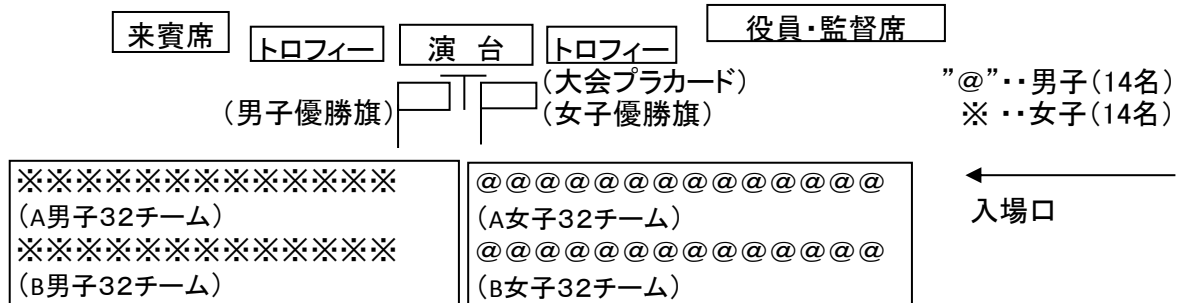 来賓席
トロフィー
演 台
トロフィー
役員・監督席
(大会プラカード)
(男子優勝旗)
(女子優勝旗)
"@"・・男子(14名)
※ ・・女子(14名)
※※※※※※※※※※※※※
(A男子32チーム)
※※※※※※※※※※※※※
(B男子32チーム)
@@@@@@@@@@@@@@
(A女子32チーム)
@@@@@@@@@@@@@@
(B女子32チーム)
入場口